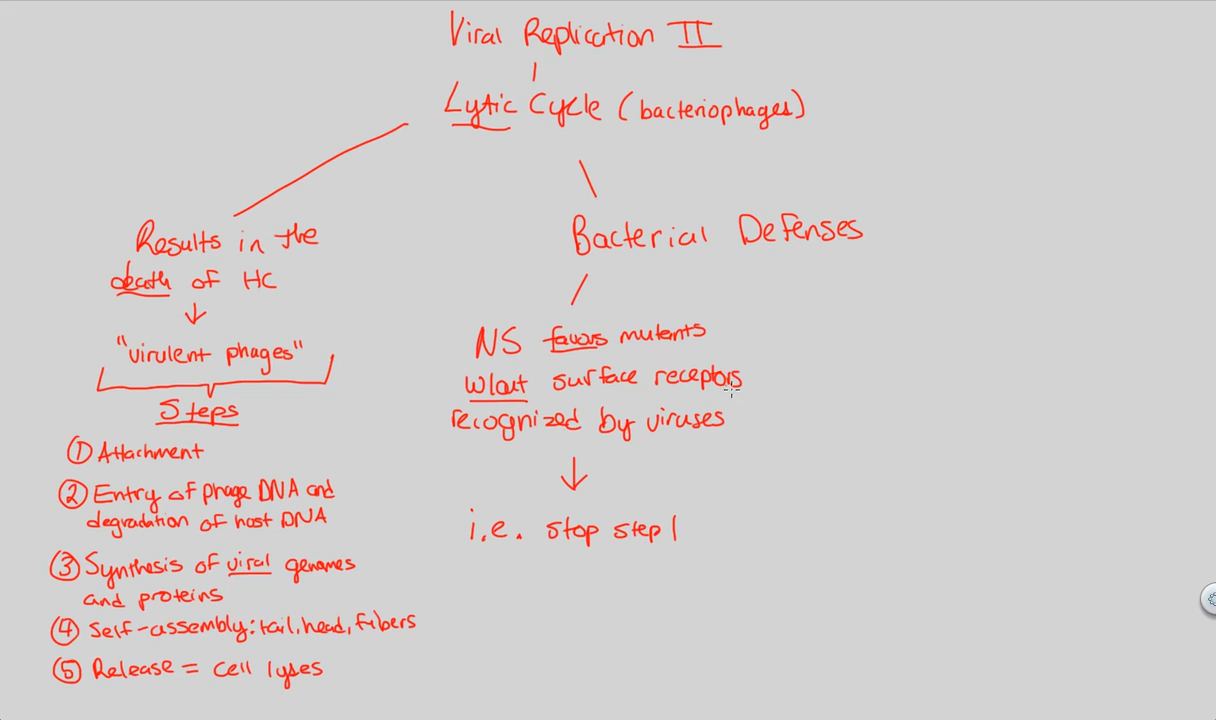 Viral Replication II
Lytic Cycle (bacteriophages)
Results in the
death of HC
"virulent phages"
Steps
① Attachment
② Entry of phage DNA and
degradation of host DNA
③ Synthesis of viral genomes
and proteins
④ Self-assembly: tail, head, fibers
⑤ Release = cell lyses
Bacterial Defenses
NS favors mutants
w/out surface receptors
recognized by viruses
i.e. stop step 1